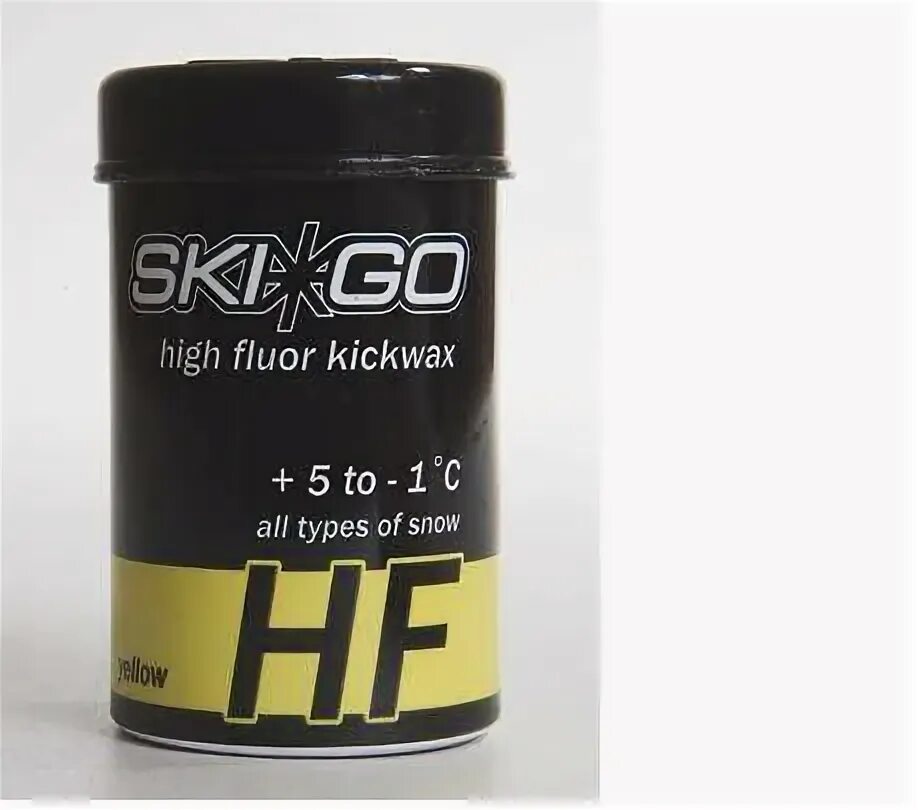 SKI*GO
high fluor kickwax
+ 5 to - 1°C
all types of snow
HF
yellow